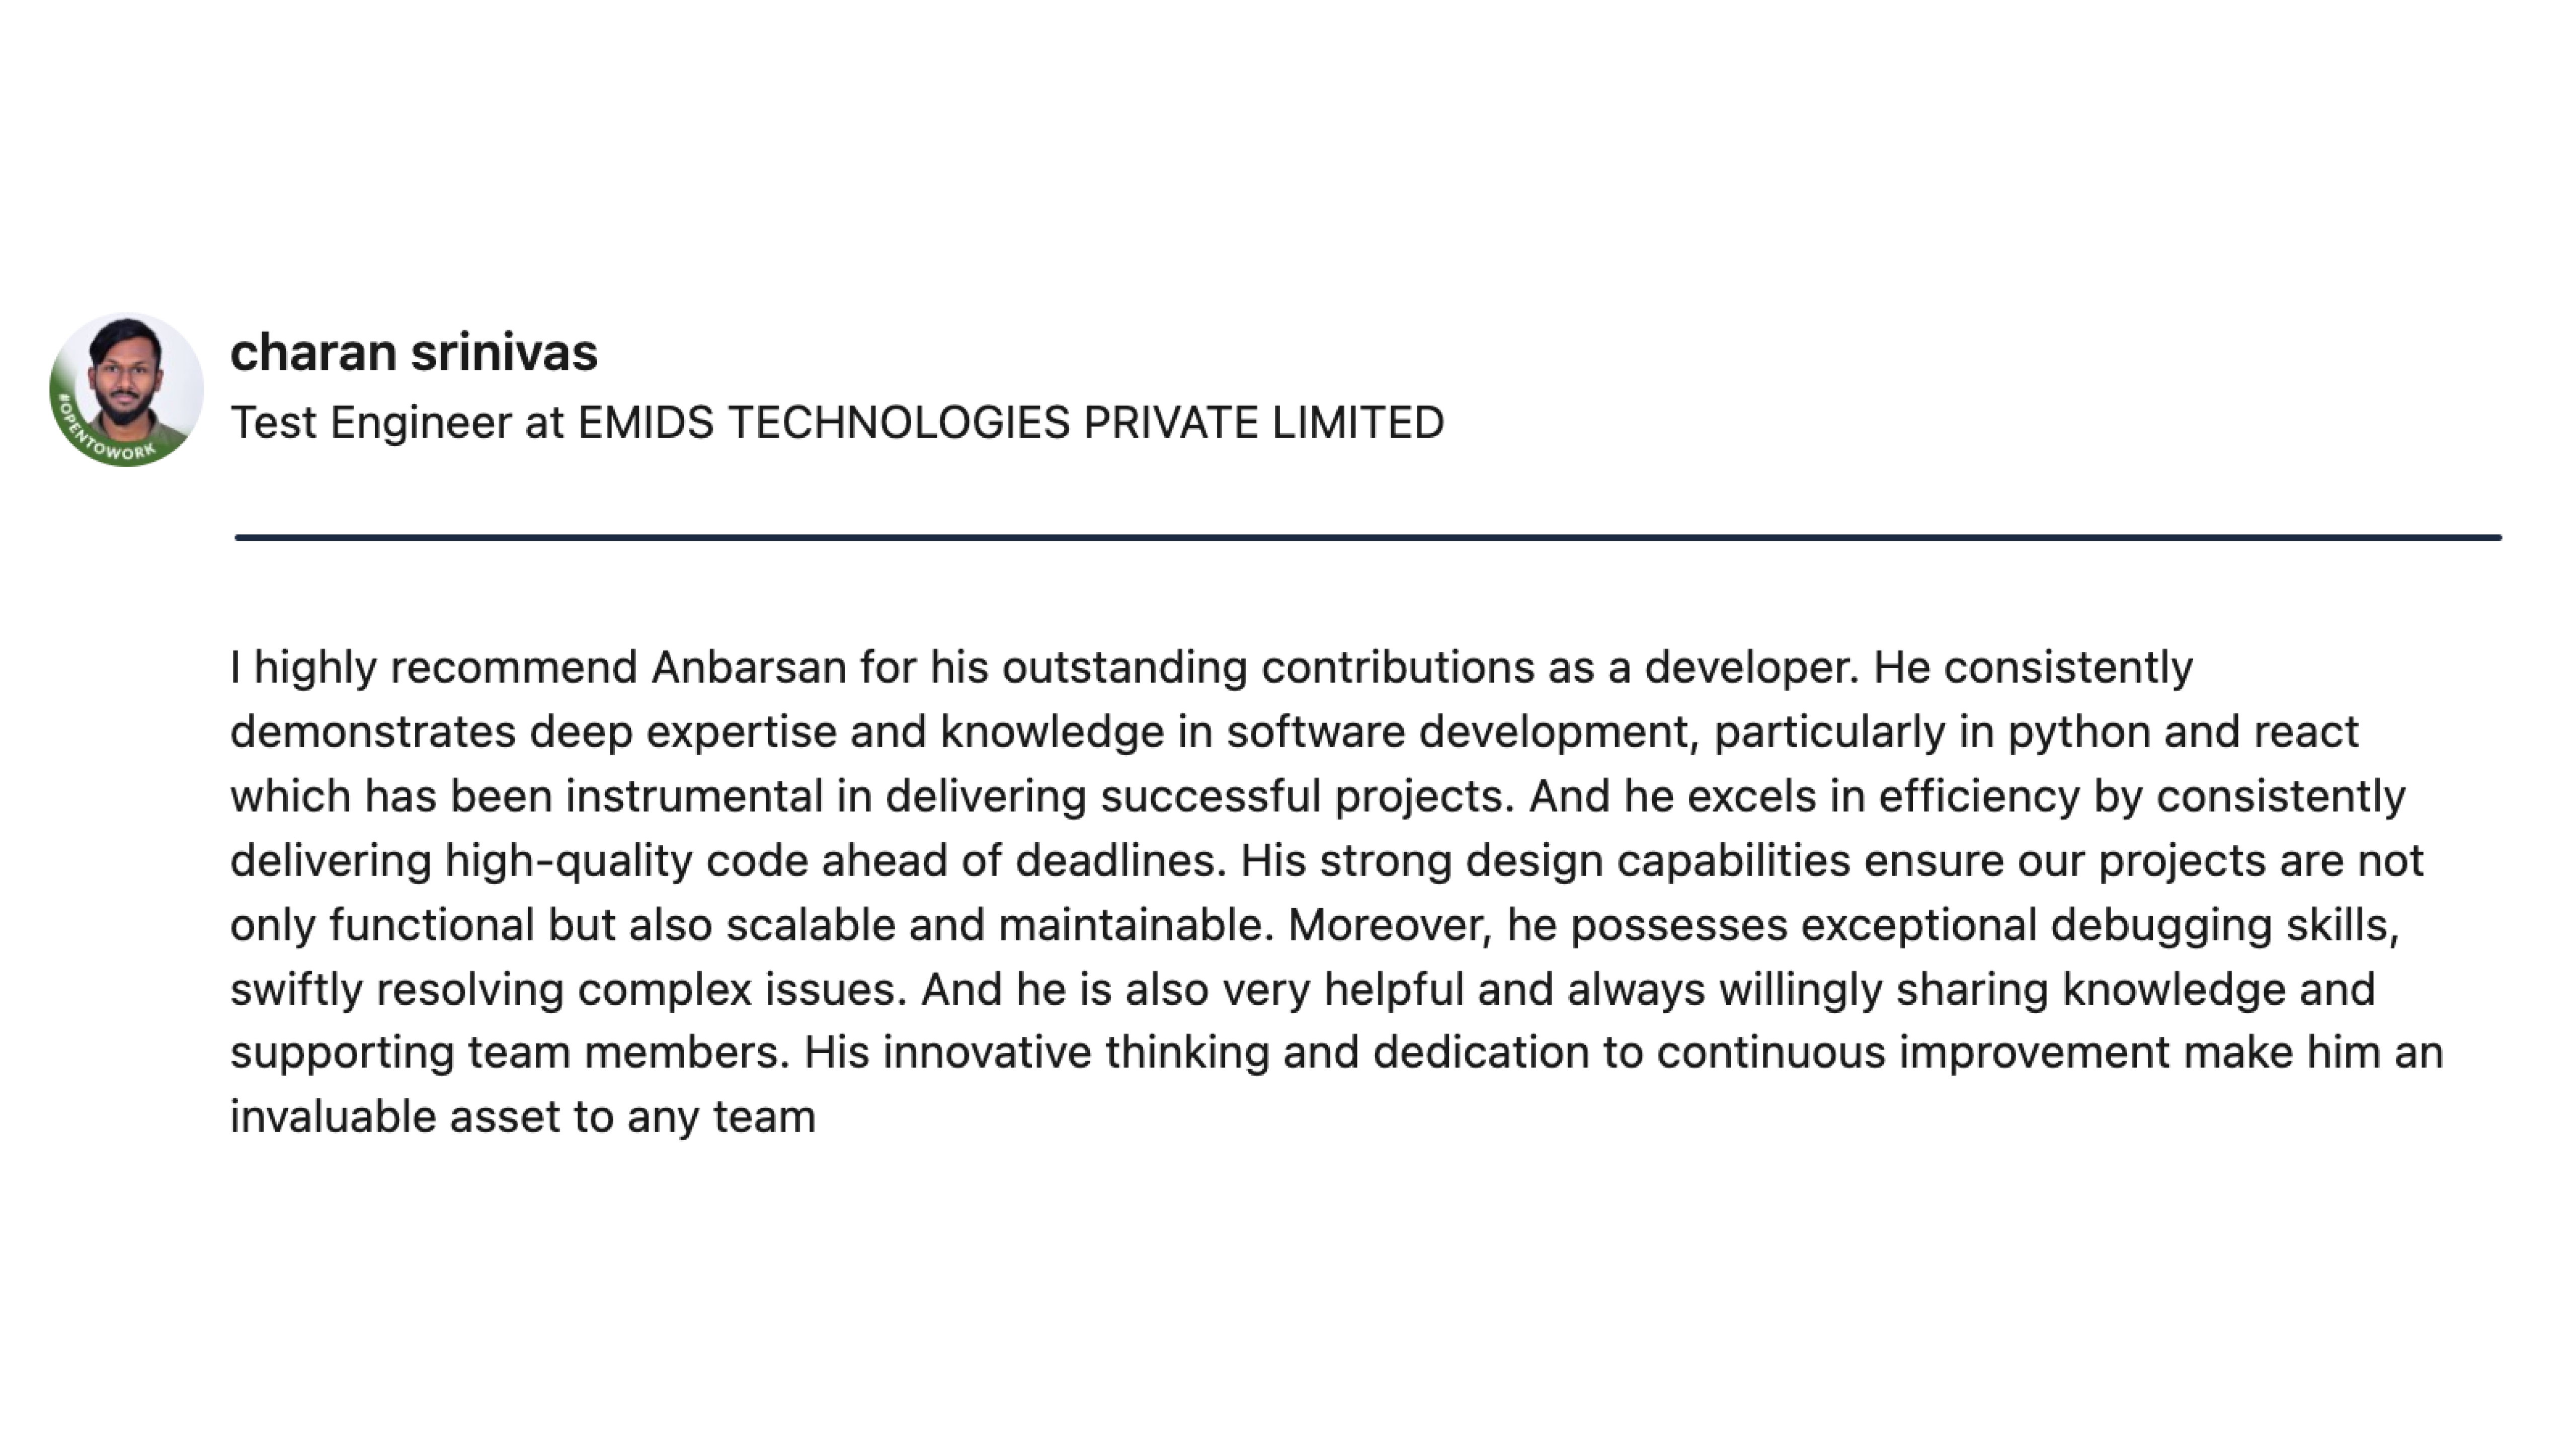 charan srinivas
Test Engineer at EMIDS TECHNOLOGIES PRIVATE LIMITED
#OPENTOWORK
I highly recommend Anbarsan for his outstanding contributions as a developer. He consistently
demonstrates deep expertise and knowledge in software development, particularly in python and react
which has been instrumental in delivering successful projects. And he excels in efficiency by consistently
delivering high-quality code ahead of deadlines. His strong design capabilities ensure our projects are not
only functional but also scalable and maintainable. Moreover, he possesses exceptional debugging skills,
swiftly resolving complex issues. And he is also very helpful and always willingly sharing knowledge and
supporting team members. His innovative thinking and dedication to continuous improvement make him an
invaluable asset to any team